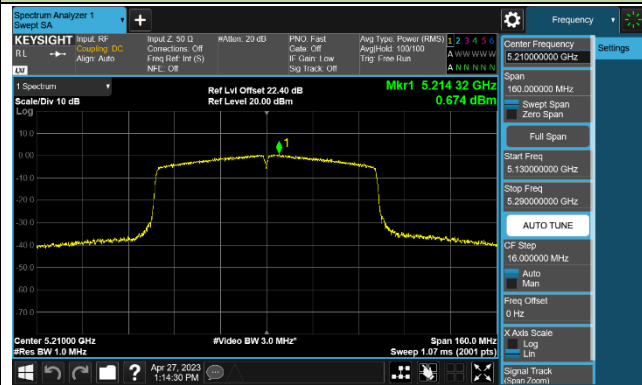 Spectrum Analyzer 1
Swept SA
Frequency
KEYSIGHT
RL
LXI
Input: RF
Coupling: DC
Align: Auto
Input Z: 50 Ω
Corrections: Off
Freq Ref: Int (S)
NFE: Off
#Atten: 20 dB
PNO: Fast
Gate: Off
IF Gain: Low
Sig Track: Off
Avg Type: Power (RMS)
Avg|Hold: 100/100
Trig: Free Run
1 2 3 4 5 6
A W W W W W
A N N N N N
1 Spectrum
Scale/Div 10 dB
Log
Ref Lvl Offset 22.40 dB
Ref Level 20.00 dBm
Mkr1 5.214 32 GHz
0.674 dBm
1
10.0
0.00
-10.0
-20.0
-30.0
-40.0
-50.0
-60.0
-70.0
Center 5.21000 GHz
#Res BW 1.0 MHz
#Video BW 3.0 MHz*
Span 160.0 MHz
Sweep 1.07 ms (2001 pts)
Apr 27, 2023
1:14:30 PM
Center Frequency
5.210000000 GHz
Settings
Span
160.000000 MHz
Swept Span
Zero Span
Full Span
Start Freq
5.130000000 GHz
Stop Freq
5.290000000 GHz
AUTO TUNE
CF Step
16.000000 MHz
Auto
Man
Freq Offset
0 Hz
X Axis Scale
Log
Lin
Signal Track
(Span Zoom)